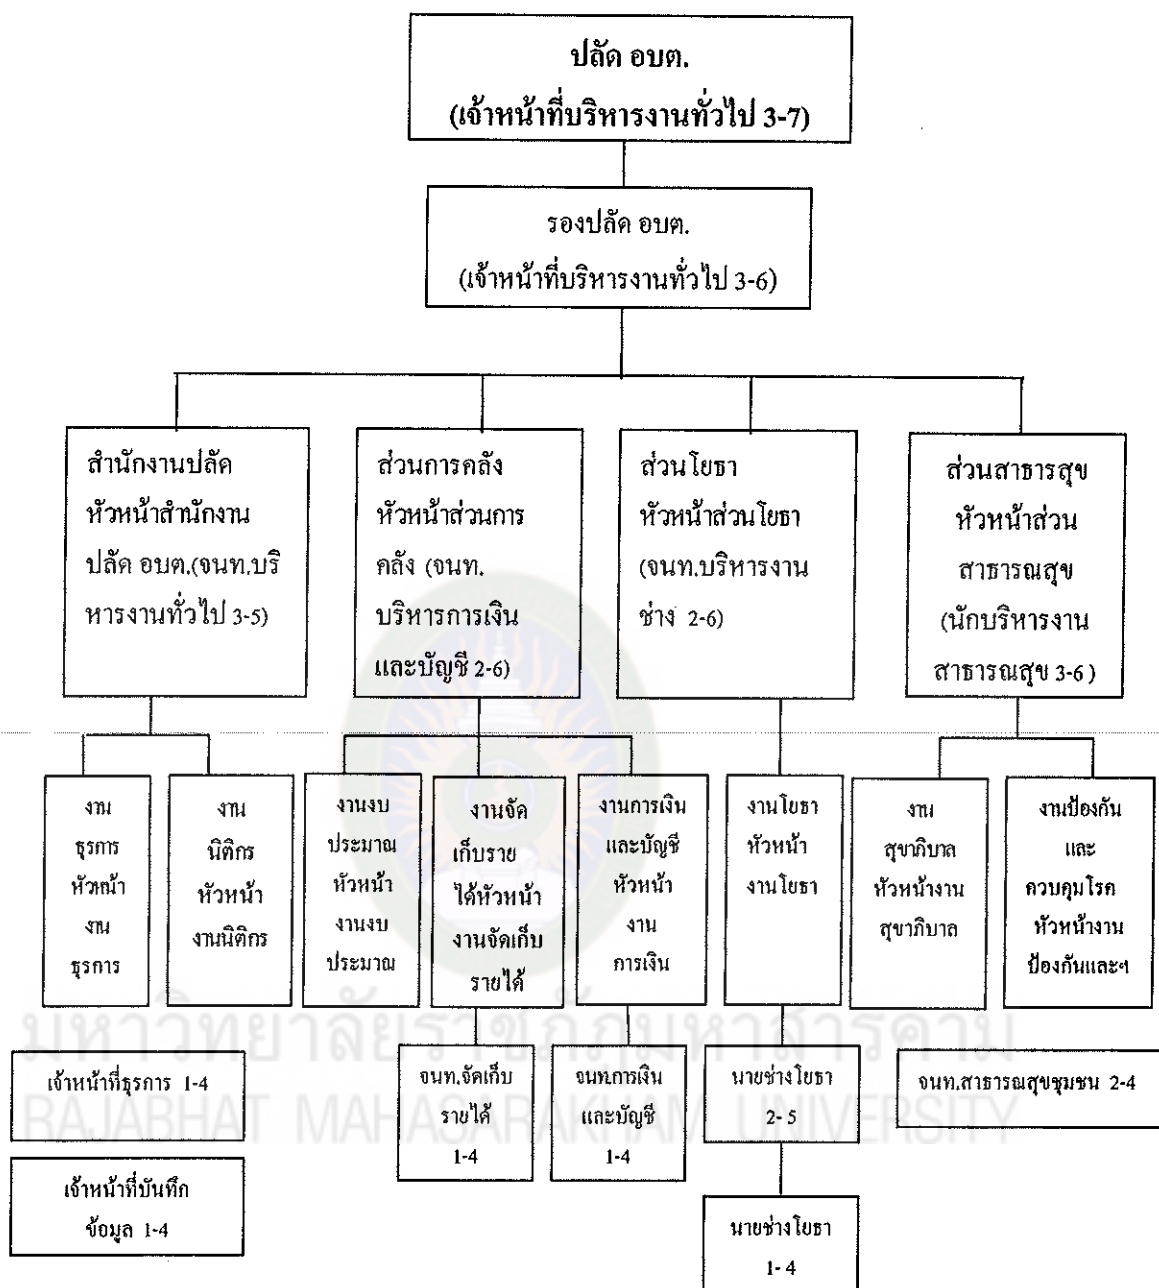 ปลัด อบต.
(เจ้าหน้าที่บริหารงานทั่วไป 3-7)
รองปลัด อบต.
(เจ้าหน้าที่บริหารงานทั่วไป 3-6)
สำนักงานปลัด
หัวหน้าสำนักงาน
ปลัด อบต.(จนท.บริ
หารงานทั่วไป 3-5)
ส่วนการคลัง
หัวหน้าส่วนการ
คลัง (จนท.
บริหารการเงิน
และบัญชี 2-6)
ส่วนโยธา
หัวหน้าส่วนโยธา
(จนท.บริหารงาน
ช่าง 2-6)
ส่วนสาธารสุข
หัวหน้าส่วน
สาธารณสุข
(นักบริหารงาน
สาธารณสุข 3-6 )
งาน
ธุรการ
หัวหน้า
งาน
ธุรการ
งาน
นิติกร
หัวหน้า
งานนิติกร
งานงบ
ประมาณ
หัวหน้า
งานงบ
ประมาณ
งานจัด
เก็บราย
ได้หัวหน้า
งานจัดเก็บ
รายได้
งานการเงิน
และบัญชี
หัวหน้า
งาน
การเงิน
งานโยธา
หัวหน้า
งานโยธา
งาน
สุขาภิบาล
หัวหน้างาน
สุขาภิบาล
งานป้องกัน
และ
ควบคุมโรค
หัวหน้างาน
ป้องกันและฯ
มหาวิทยาลัยราชภัฏมหาสารคาม
RAJABHAT MAHASARAKHAM UNIVERSITY
เจ้าหน้าที่ธุรการ 1-4
เจ้าหน้าที่บันทึก
ข้อมูล 1-4
จนท.จัดเก็บ
รายได้
1-4
จนท.การเงิน
และบัญชี
1-4
นายช่างโยธา
2- 5
นายช่างโยธา
1- 4
จนท.สาธารณสุขชุมชน 2-4